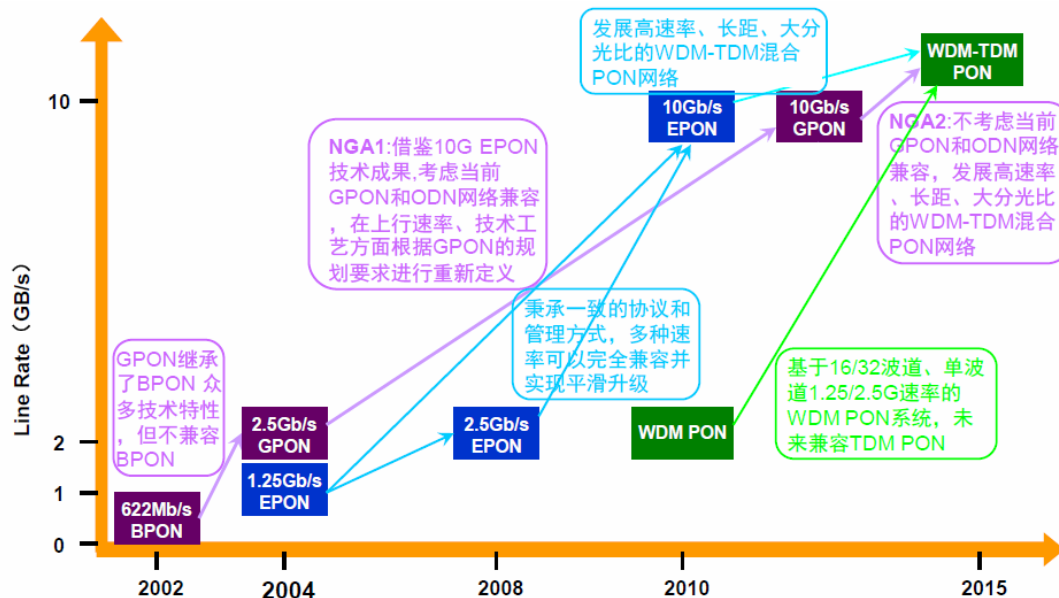 发展高速率、长距、大分
光比的WDM-TDM混合
PON网络
WDM-TDM
PON
10
10Gb/s
EPON
10Gb/s
GPON
NGA1:借鉴10G EPON
技术成果,考虑当前
GPON和ODN网络兼容
，在上行速率、技术工
艺方面根据GPON的规
划要求进行重新定义
NGA2:不考虑当前
GPON和ODN网络
兼容，发展高速率
、长距、大分光比
的WDM-TDM混合
PON网络
Line Rate（GB/s）
秉承一致的协议和
管理方式，多种速
率可以完全兼容并
实现平滑升级
GPON继承
了BPON 众
多技术特性
，但不兼容
BPON
基于16/32波道、单波
道1.25/2.5G速率的
WDM PON系统，未
来兼容TDM PON
2
2.5Gb/s
GPON
2.5Gb/s
EPON
WDM PON
1
1.25Gb/s
EPON
622Mb/s
BPON
0
2002
2004
2008
2010
2015